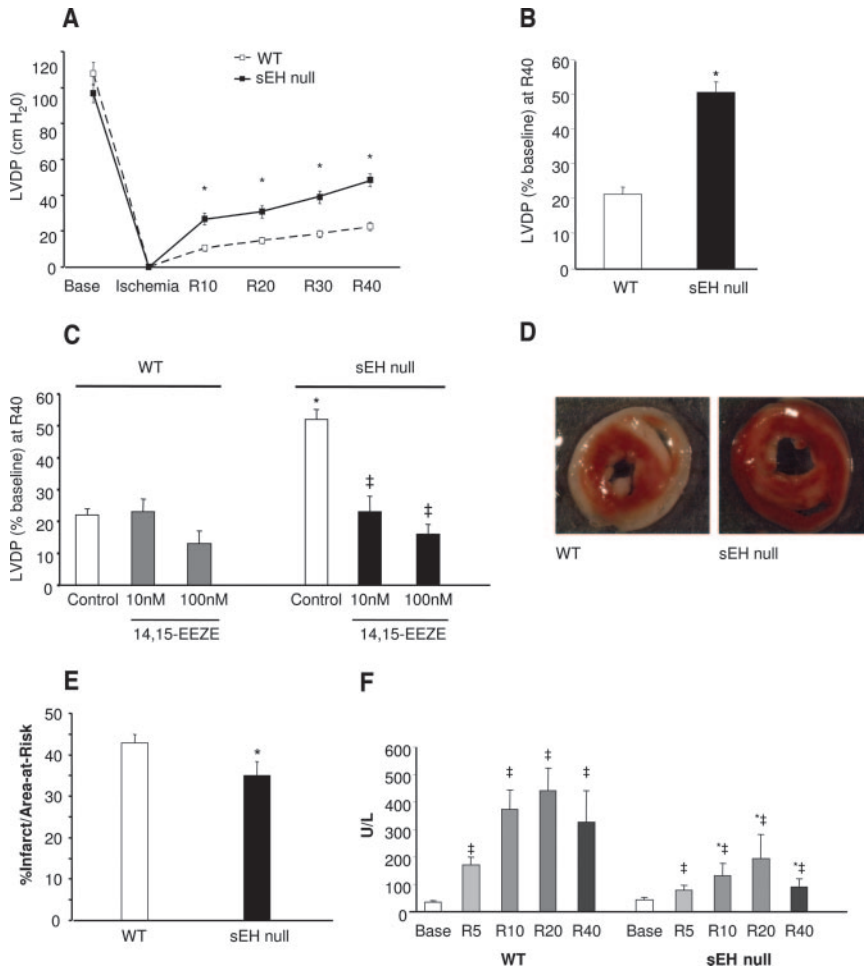 A
WT
sEH null
LVDP (cm H20)
120
100
80
60
40
20
0
* * * *
Base Ischemia R10 R20 R30 R40
B
LVDP (% baseline) at R40
60
50
40
30
20
10
0
*
WT sEH null
C
WT sEH null
LVDP (% baseline) at R40
60
50
40
30
20
10
0
* ‡ ‡
Control 10nM 100nM Control 10nM 100nM
14,15-EEZE 14,15-EEZE
D
WT sEH null
E
%Infarct/Area-at-Risk
50
40
30
20
10
0
*
WT sEH null
F
U/L
600
500
400
300
200
100
0
‡ ‡ ‡ ‡ ‡ *‡ *‡ *‡
Base R5 R10 R20 R40 Base R5 R10 R20 R40
WT sEH null